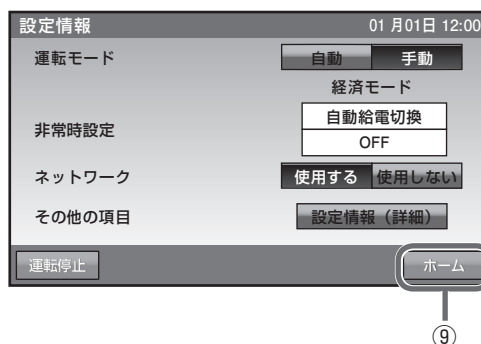 設定情報 01月01日 12:00
運転モード 自動 手動
経済モード
非常時設定 自動給電切換
OFF
ネットワーク 使用する 使用しない
その他の項目 設定情報（詳細）
運転停止 ホーム
⑨